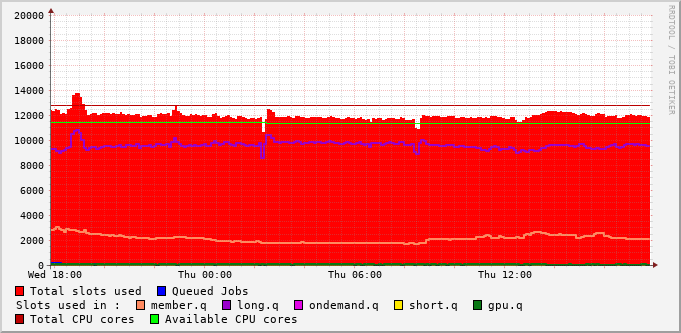 20000
18000
16000
14000
12000
10000
8000
6000
4000
2000
0
Wed 18:00 Thu 00:00 Thu 06:00 Thu 12:00
RRDTOOL / TOBI OETIKER
Total slots used Queued Jobs
Slots used in : member.q long.q ondemand.q short.q gpu.q
Total CPU cores Available CPU cores